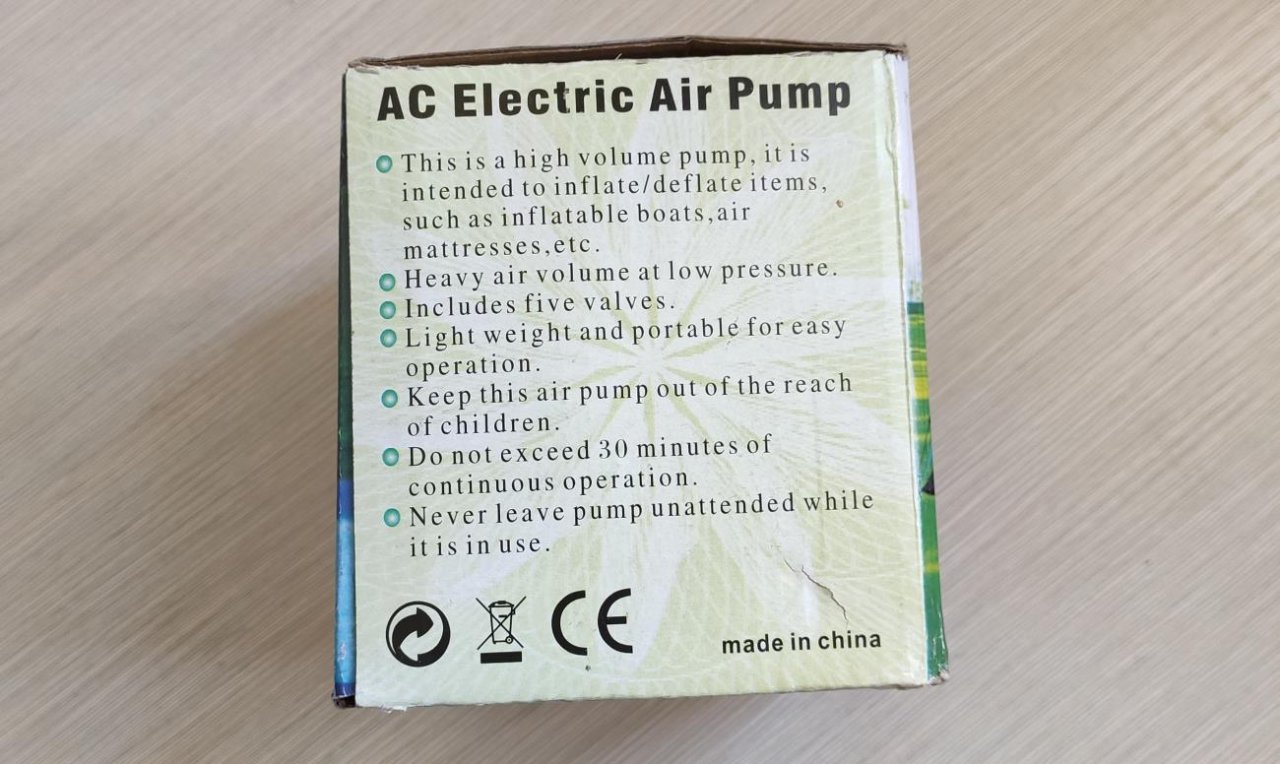 AC Electric Air Pump
This is a high volume pump, it is
intended to inflate/deflate items,
such as inflatable boats,air
mattresses,etc.
Heavy air volume at low pressure.
Includes five valves.
Light weight and portable for easy
operation.
Keep this air pump out of the reach
of children.
Do not exceed 30 minutes of
continuous operation.
Never leave pump unattended while
it is in use.
CE
made in china